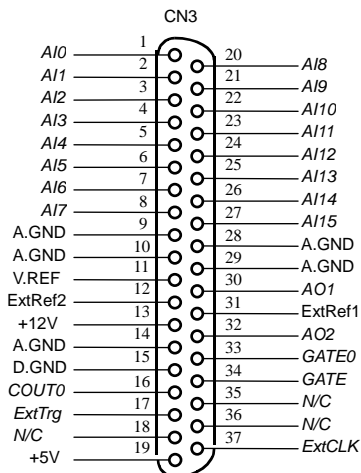 CN3
AI0 1
AI1 2
AI2 3
AI3 4
AI4 5
AI5 6
AI6 7
AI7 8
A.GND 9
A.GND 10
V.REF 11
ExtRef2 12
+12V 13
A.GND 14
D.GND 15
COUT0 16
ExtTrg 17
N/C 18
+5V 19
20 AI8
21 AI9
22 AI10
23 AI11
24 AI12
25 AI13
26 AI14
27 AI15
28 A.GND
29 A.GND
30 AO1
31 ExtRef1
32 AO2
33 GATE0
34 GATE
35 N/C
36 N/C
37 ExtCLK